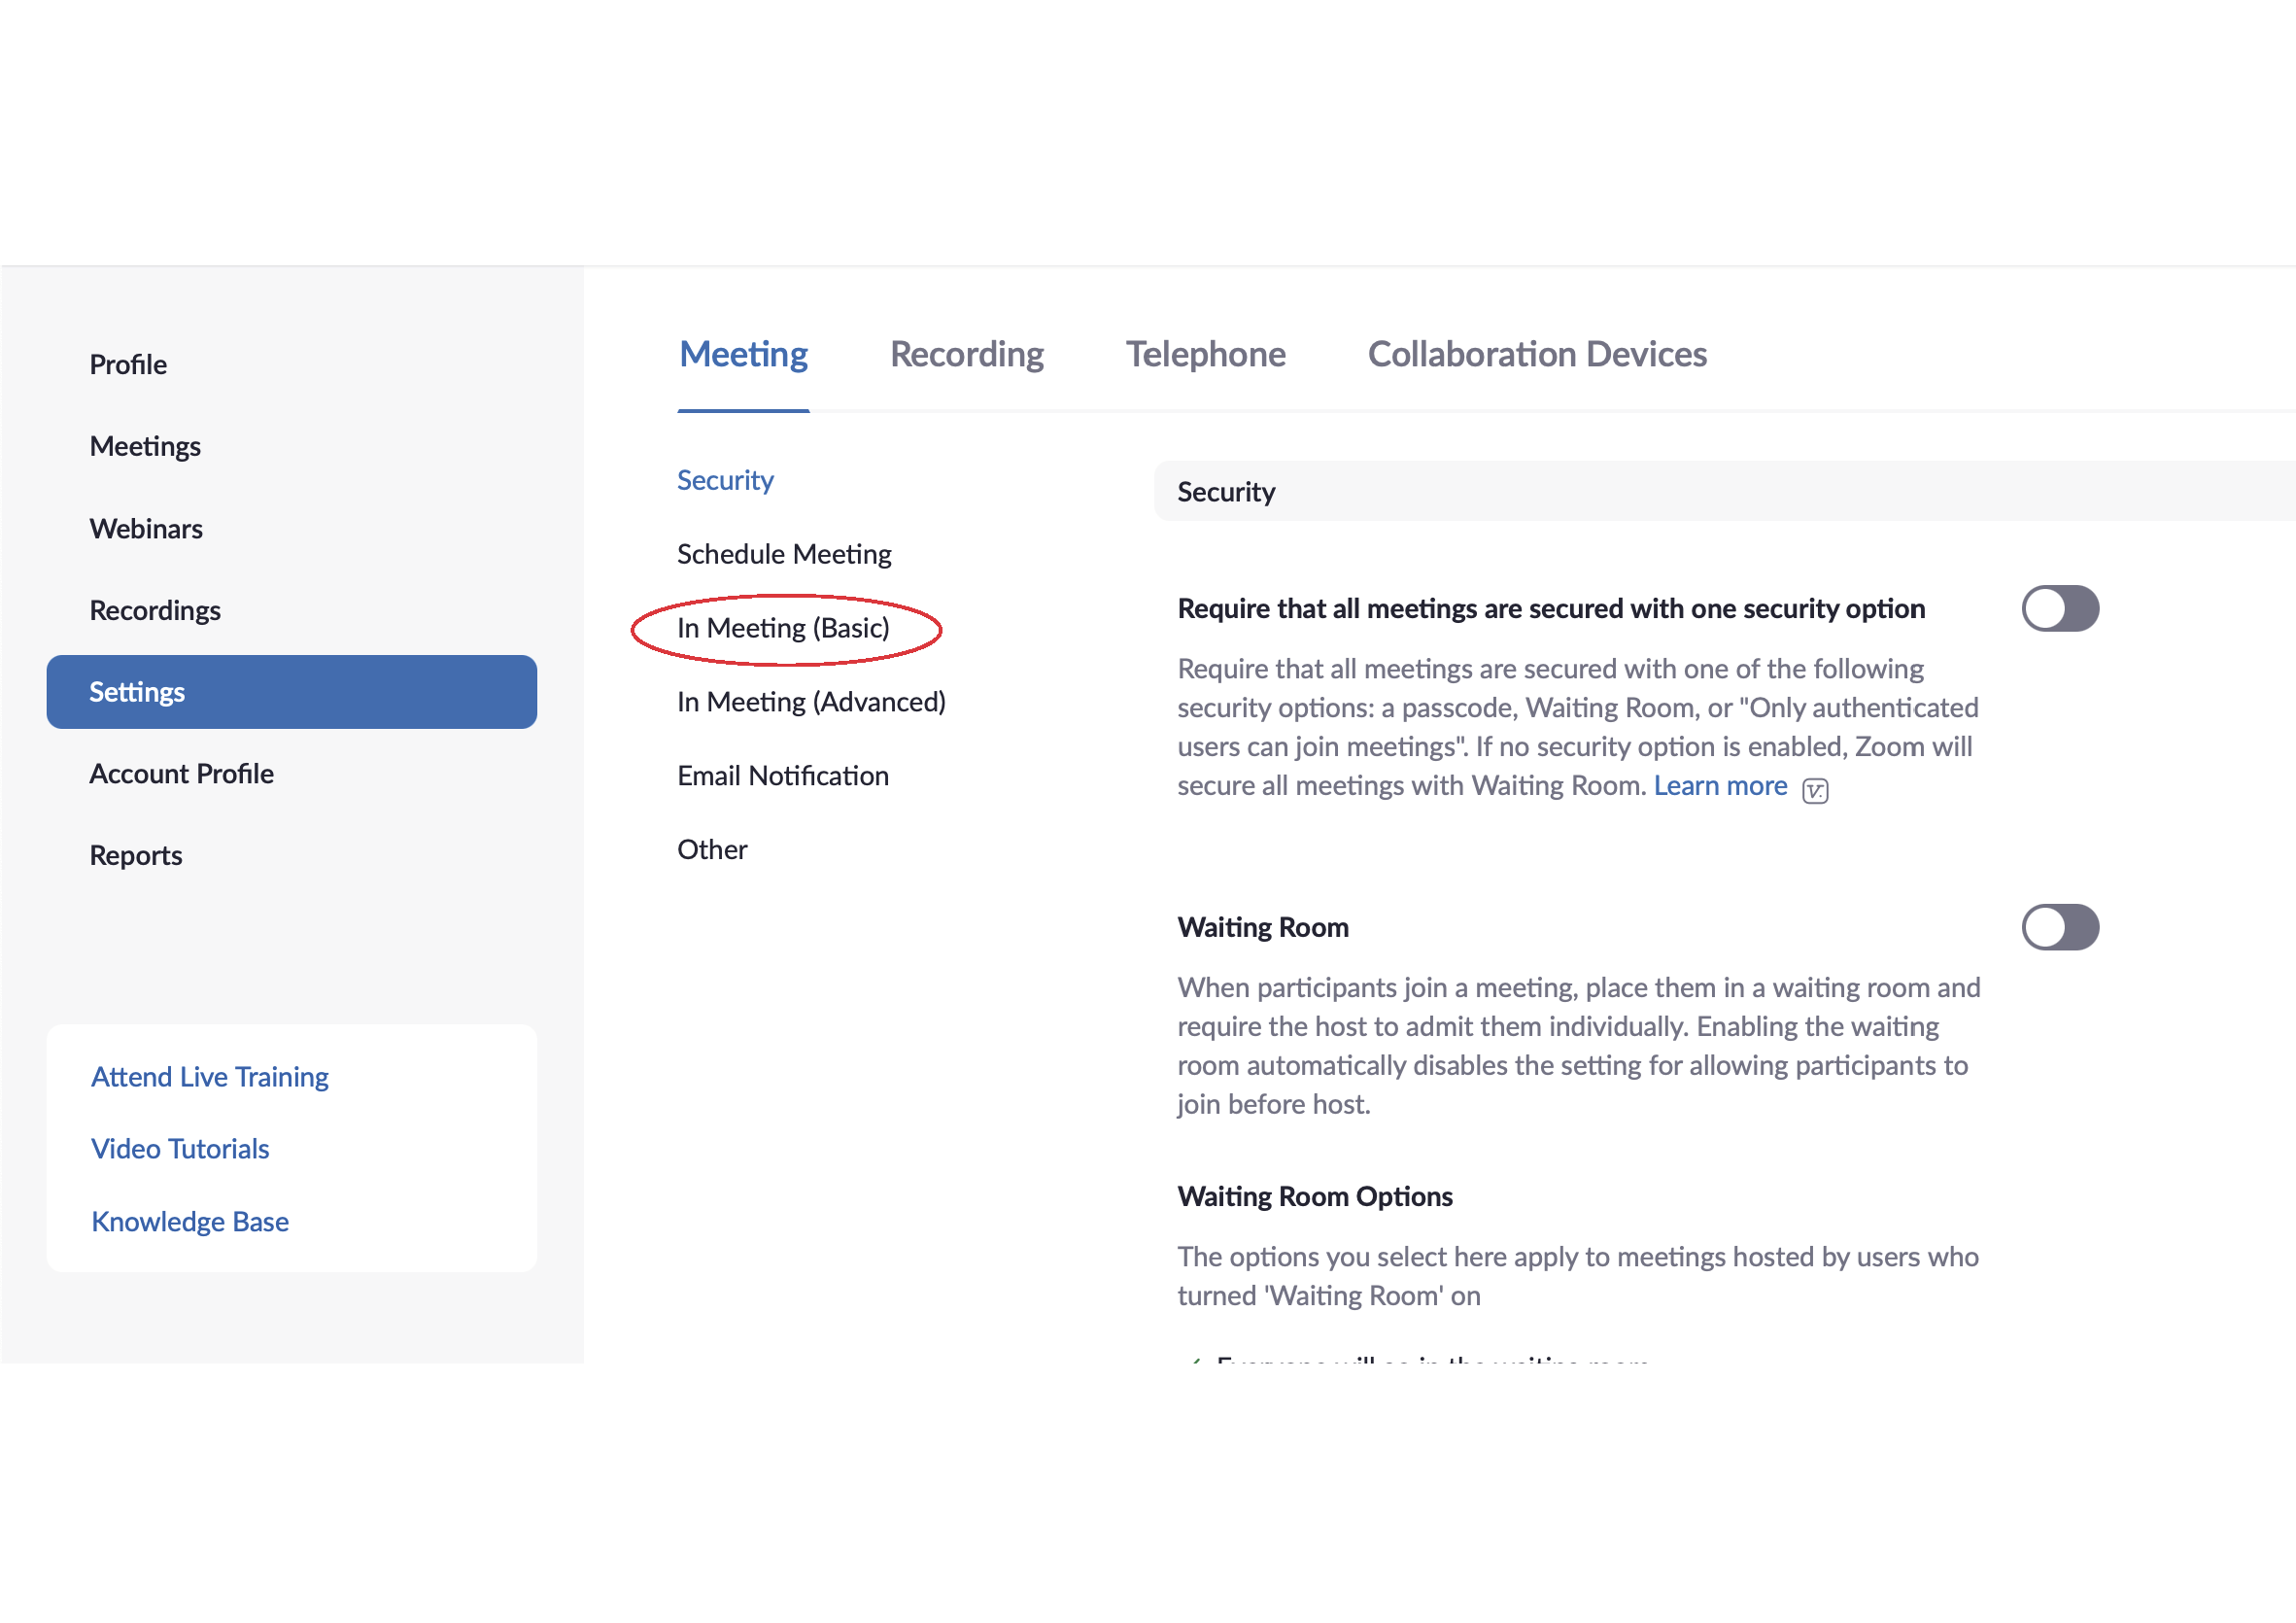 Profile
Meetings
Webinars
Recordings
Settings
Account Profile
Reports
Attend Live Training
Video Tutorials
Knowledge Base
Meeting Recording Telephone Collaboration Devices
Security
Schedule Meeting
In Meeting (Basic)
In Meeting (Advanced)
Email Notification
Other
Security
Require that all meetings are secured with one security option
Require that all meetings are secured with one of the following
security options: a passcode, Waiting Room, or "Only authenticated
users can join meetings". If no security option is enabled, Zoom will
secure all meetings with Waiting Room. Learn more
Waiting Room
When participants join a meeting, place them in a waiting room and
require the host to admit them individually. Enabling the waiting
room automatically disables the setting for allowing participants to
join before host.
Waiting Room Options
The options you select here apply to meetings hosted by users who
turned 'Waiting Room' on
Everyone will go in the waiting room